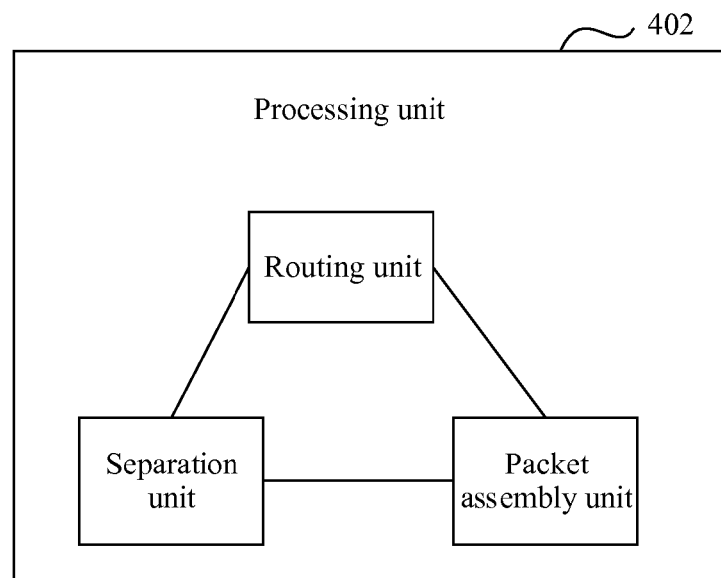 402
Processing unit
Routing unit
Separation
unit
Packet
assembly unit